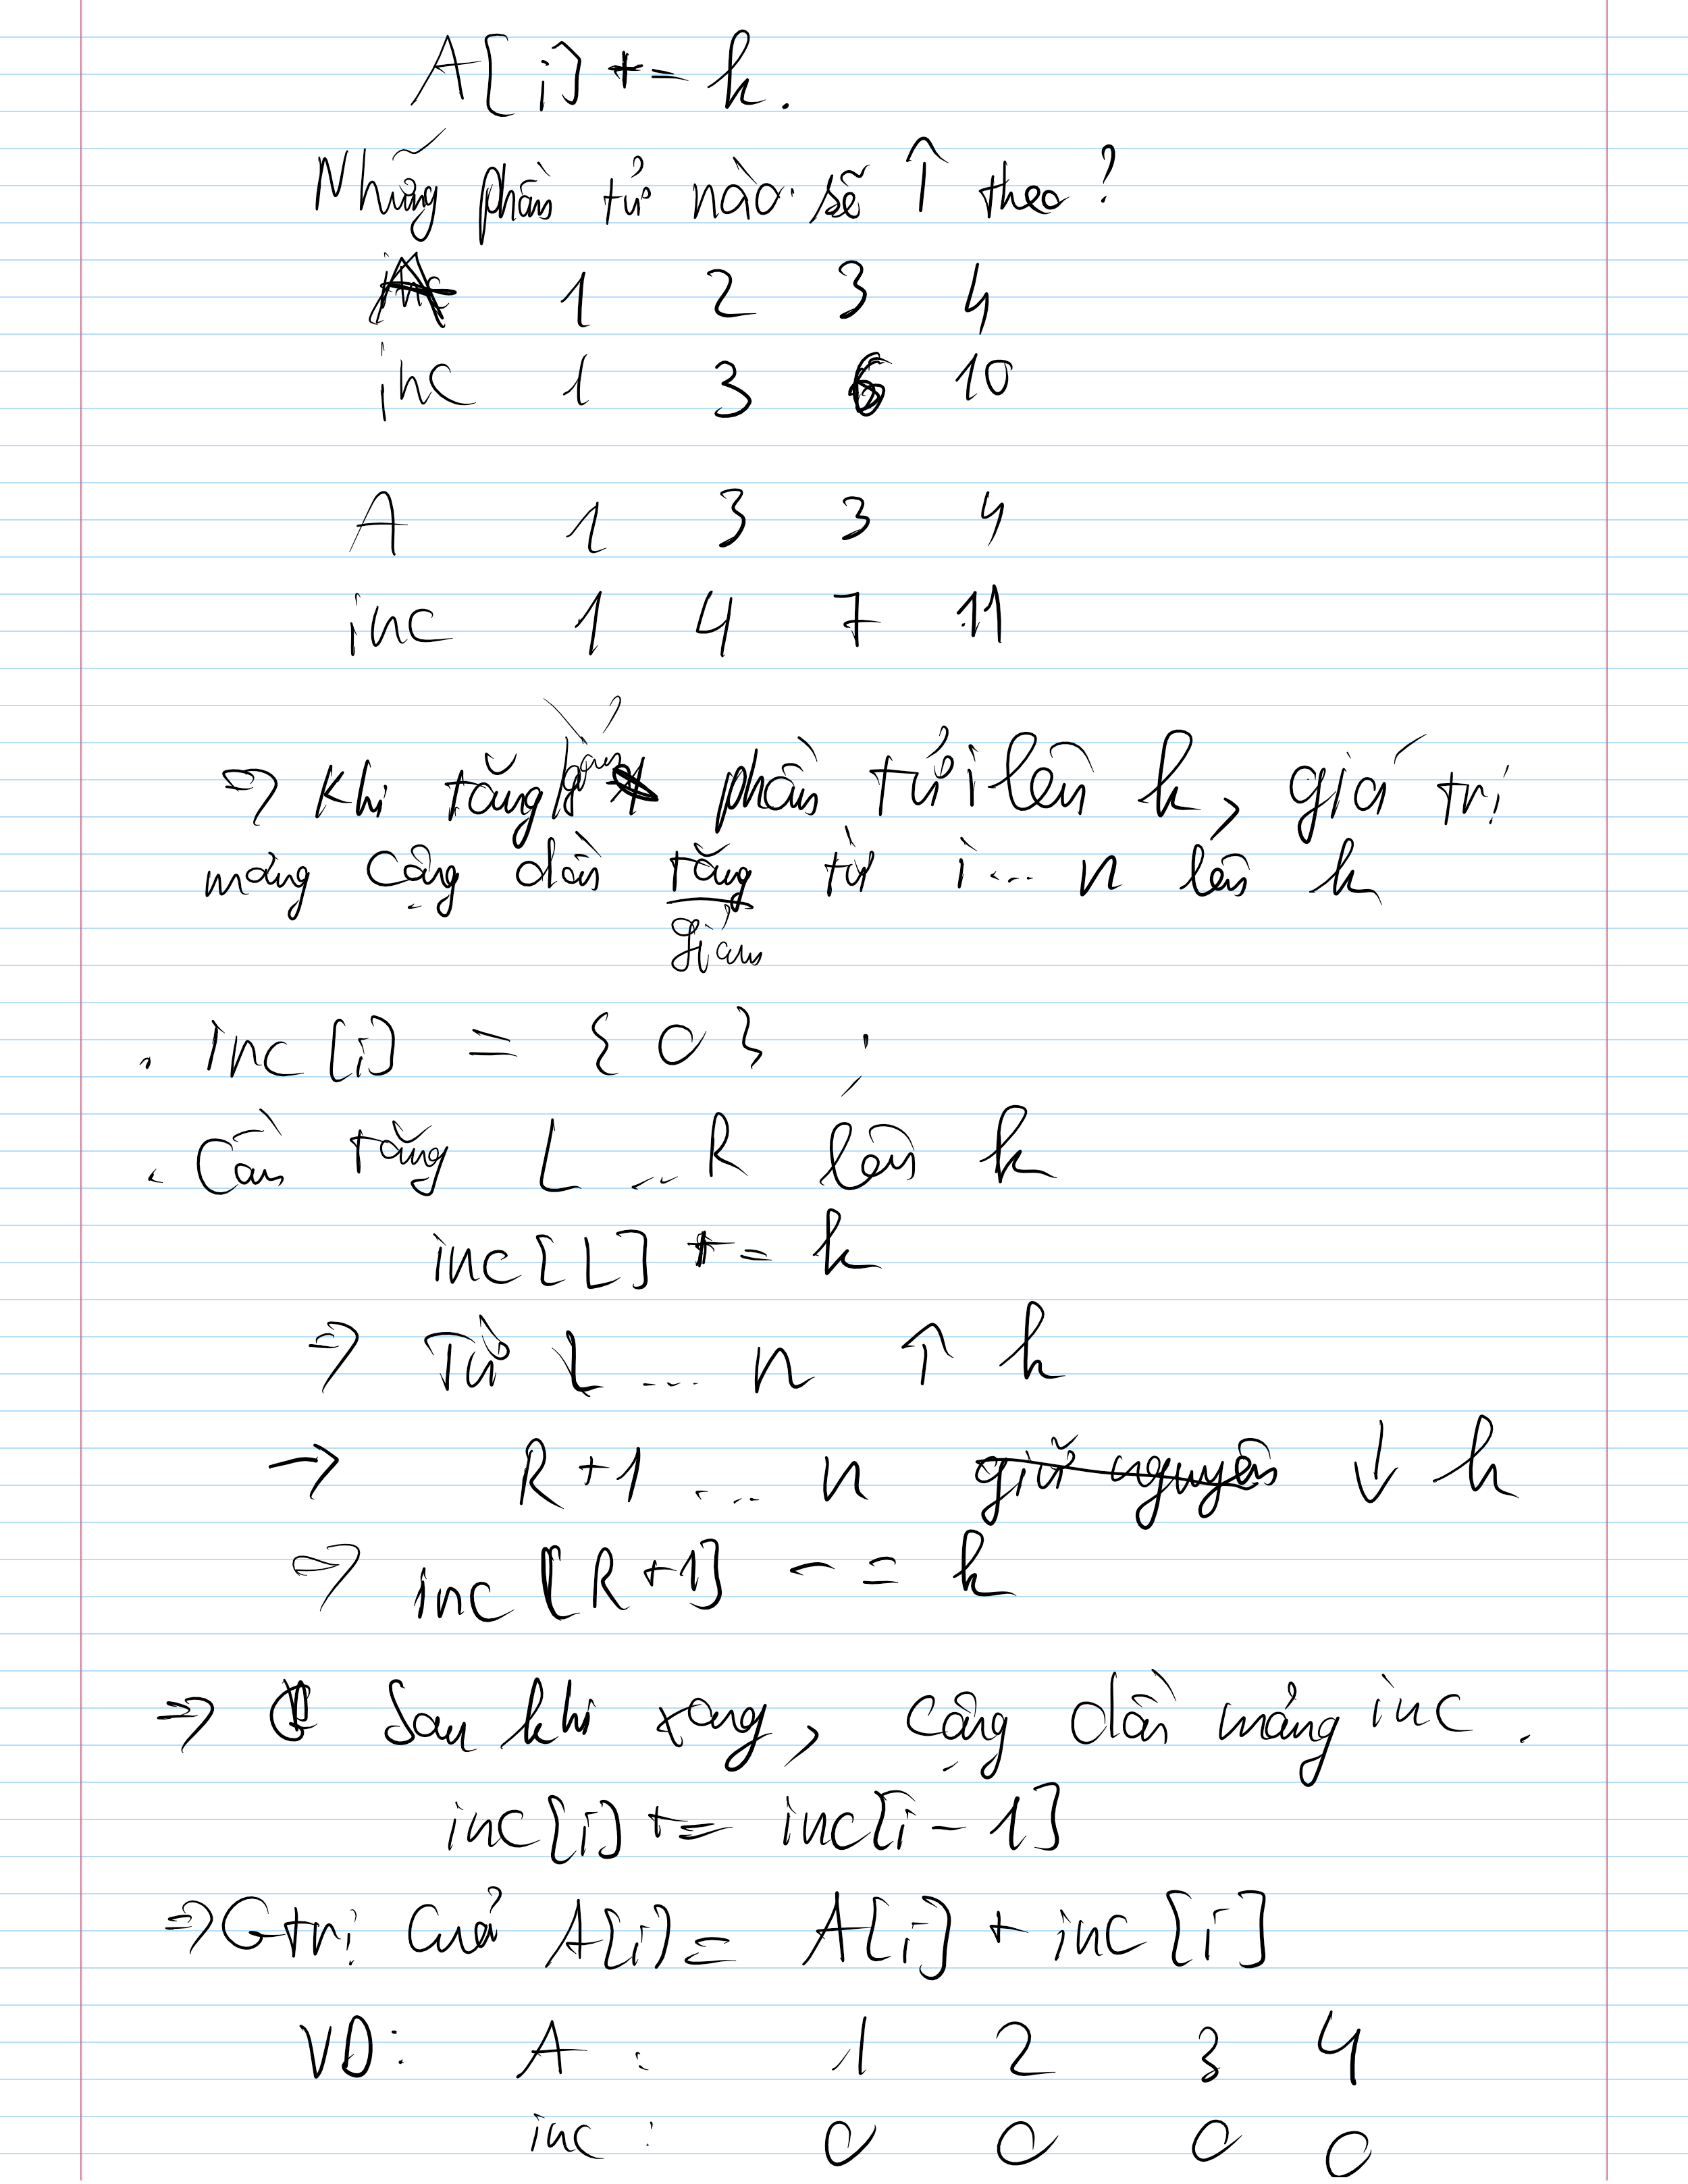 A[i] += k.
Những phần tử nào sẽ ↑ theo?
A 1 2 3 4
inc 1 3 6 10
A 1 3 3 4
inc 1 4 7 11
⇒ Khi tăng/giảm phần tử i lên k, giá trị
mảng cộng dồn tăng từ i ... n lên k
giảm
. inc[i] = {0} ;
. Cần tăng L ... R lên k
inc[L] += k
⇒ Từ L ... n ↑ k
→ R+1 ... n giữ nguyên ↓ k
⇒ inc[R+1] -= k
⇒ Sau khi xong, cộng dồn mảng inc.
inc[i] += inc[i-1]
⇒ Gtrị của A[i] = A[i] + inc[i]
VD: A : 1 2 3 4
inc : 0 0 0 0